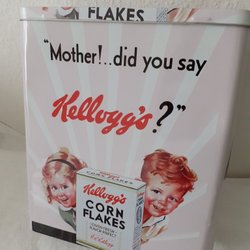 FLAKES
"Mother!..did you say
Kellogg's?"
Kellogg's
CORN
FLAKES